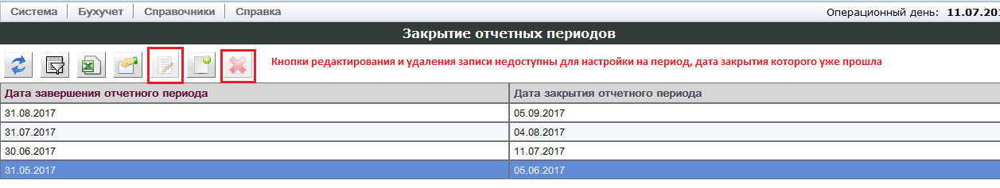 Система Бухучет Справочники Справка Операционный день: 11.07.201
Закрытие отчетных периодов
Кнопки редактирования и удаления записи недоступны для настройки на период, дата закрытия которого уже прошла
Дата завершения отчетного периода Дата закрытия отчетного периода
31.08.2017 05.09.2017
31.07.2017 04.08.2017
30.06.2017 11.07.2017
31.05.2017 05.06.2017